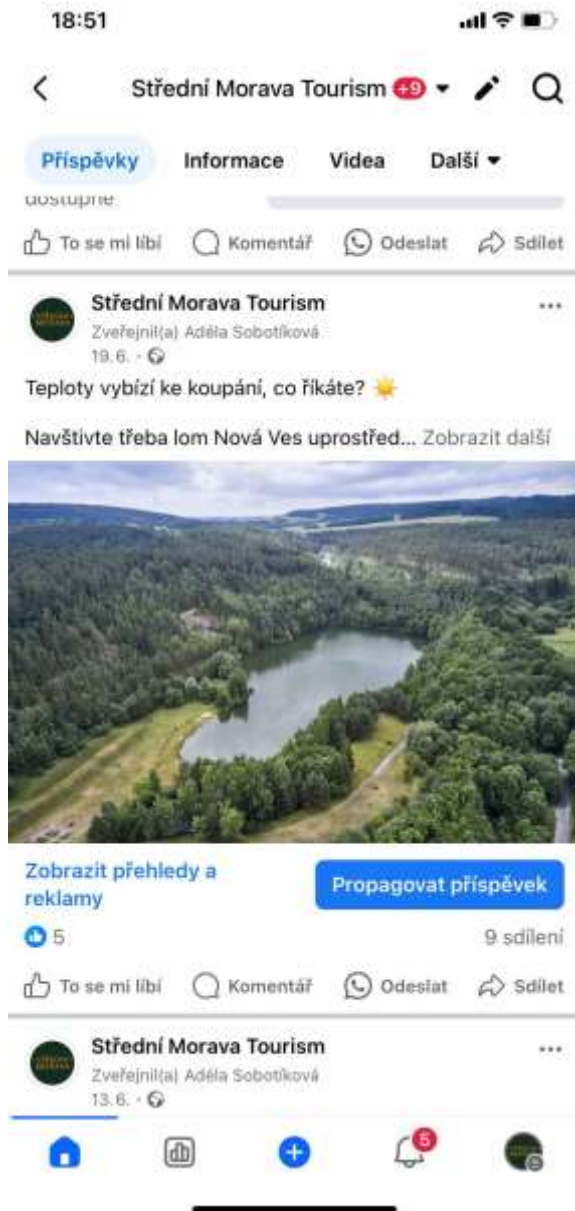 18:51
Střední Morava Tourism +9
Příspěvky Informace Videa Další
dostupné
To se mi líbí Komentář Odeslat Sdílet
Střední Morava Tourism
Zveřejnil(a) Adéla Sobotíková
19. 6. ·
Teploty vybízí ke koupání, co říkáte? ☀️
Navštivte třeba lom Nová Ves uprostřed... Zobrazit další
Zobrazit přehledy a
reklamy
Propagovat příspěvek
5
9 sdílení
To se mi líbí Komentář Odeslat Sdílet
Střední Morava Tourism
Zveřejnil(a) Adéla Sobotíková
13. 6. ·
5